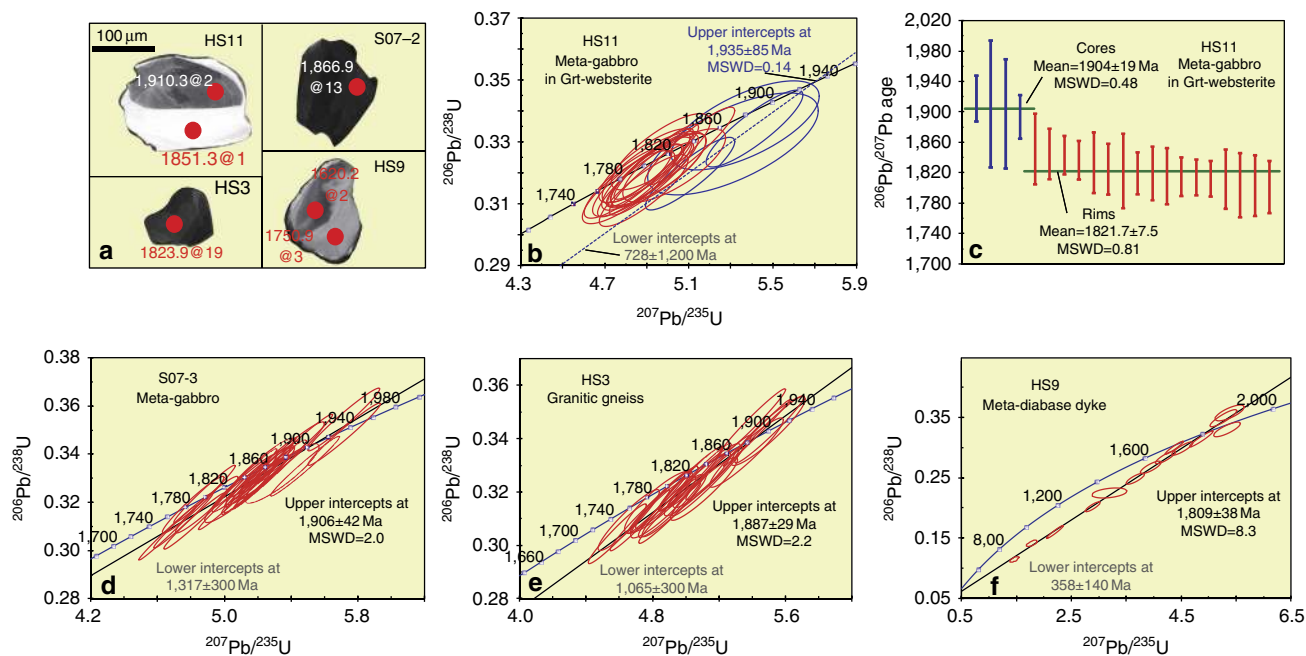 100 μm
HS11
1,910.3@2
1851.3@1
S07–2
1,866.9
@13
HS3
1823.9@19
HS9
1820.2
@2
1750.9
@3
a
0.37
0.35
0.33
0.31
0.29
206Pb/238U
HS11
Meta-gabbro
in Grt-websterite
Upper intercepts at
1,935±85 Ma
MSWD=0.14
1,940
1,900
1,860
1,820
1,780
1,740
Lower intercepts at
728±1,200 Ma
b
4.3 4.7 5.1 5.5 5.9
207Pb/235U
2,020
1,980
1,940
1,900
1,860
1,820
1,780
1,740
1,700
206Pb/207Pb age
Cores
Mean=1904±19 Ma
MSWD=0.48
HS11
Meta-gabbro
in Grt-websterite
Rims
Mean=1821.7±7.5
MSWD=0.81
c
0.38
0.36
0.34
0.32
0.30
0.28
206Pb/238U
S07-3
Meta-gabbro
1,980
1,940
1,900
1,860
1,820
1,780
1,740
1,700
Upper intercepts at
1,906±42 Ma
MSWD=2.0
Lower intercepts at
1,317±300 Ma
d
4.2 5.0 5.8
207Pb/235U
0.36
0.34
0.32
0.30
0.28
206Pb/238U
HS3
Granitic gneiss
1,940
1,900
1,860
1,820
1,780
1,740
1,700
1,660
Upper intercepts at
1,887±29 Ma
MSWD=2.2
Lower intercepts at
1,065±300 Ma
e
4.0 4.8 5.6
207Pb/235U
0.35
0.25
0.15
0.05
206Pb/238U
HS9
Meta-diabase dyke
2,000
1,600
1,200
8,00
Upper intercepts at
1,809±38 Ma
MSWD=8.3
Lower intercepts at
358±140 Ma
f
0.5 2.5 4.5 6.5
207Pb/235U